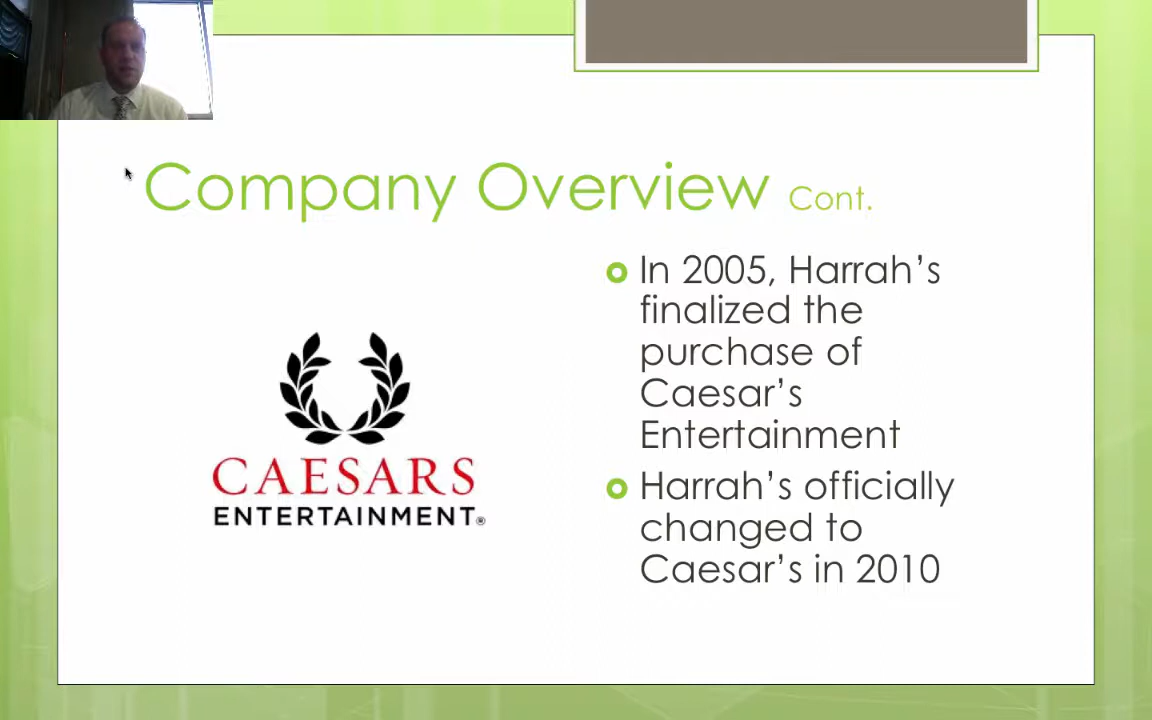 Company Overview Cont.
CAESARS
ENTERTAINMENT®
In 2005, Harrah’s
finalized the
purchase of
Caesar’s
Entertainment
Harrah’s officially
changed to
Caesar’s in 2010